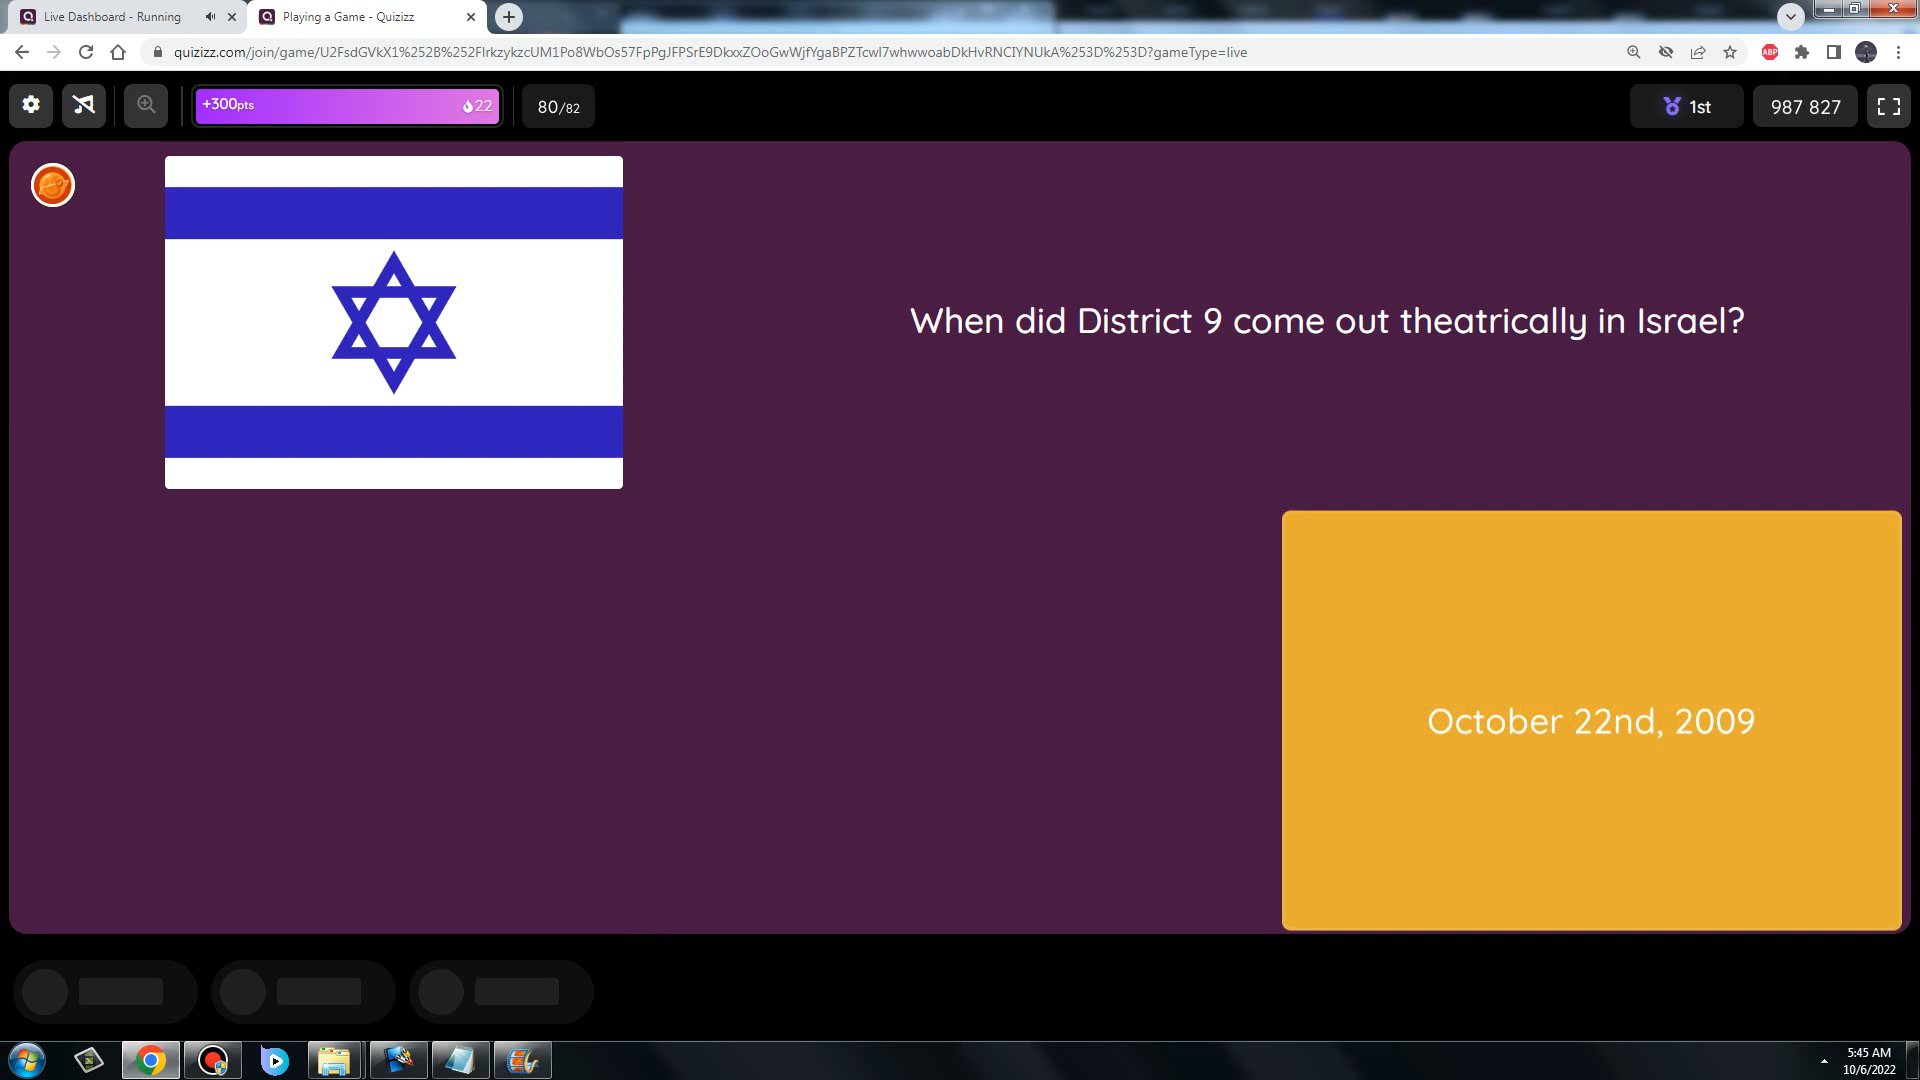 Live Dashboard - Running
Playing a Game - Quizizz
quizizz.com/join/game/U2FsdGVkX1%252B%252FIrkzykzcUM1Po8WbOs57FpPgJFPSrE9DkxxZOoGwWjfYgaBPZTcwI7whwwoabDkHvRNCIYNUkA%253D%253D?gameType=live
ABP
+300pts
22
80/82
1st
987 827
When did District 9 come out theatrically in Israel?
October 22nd, 2009
5:45 AM
10/6/2022